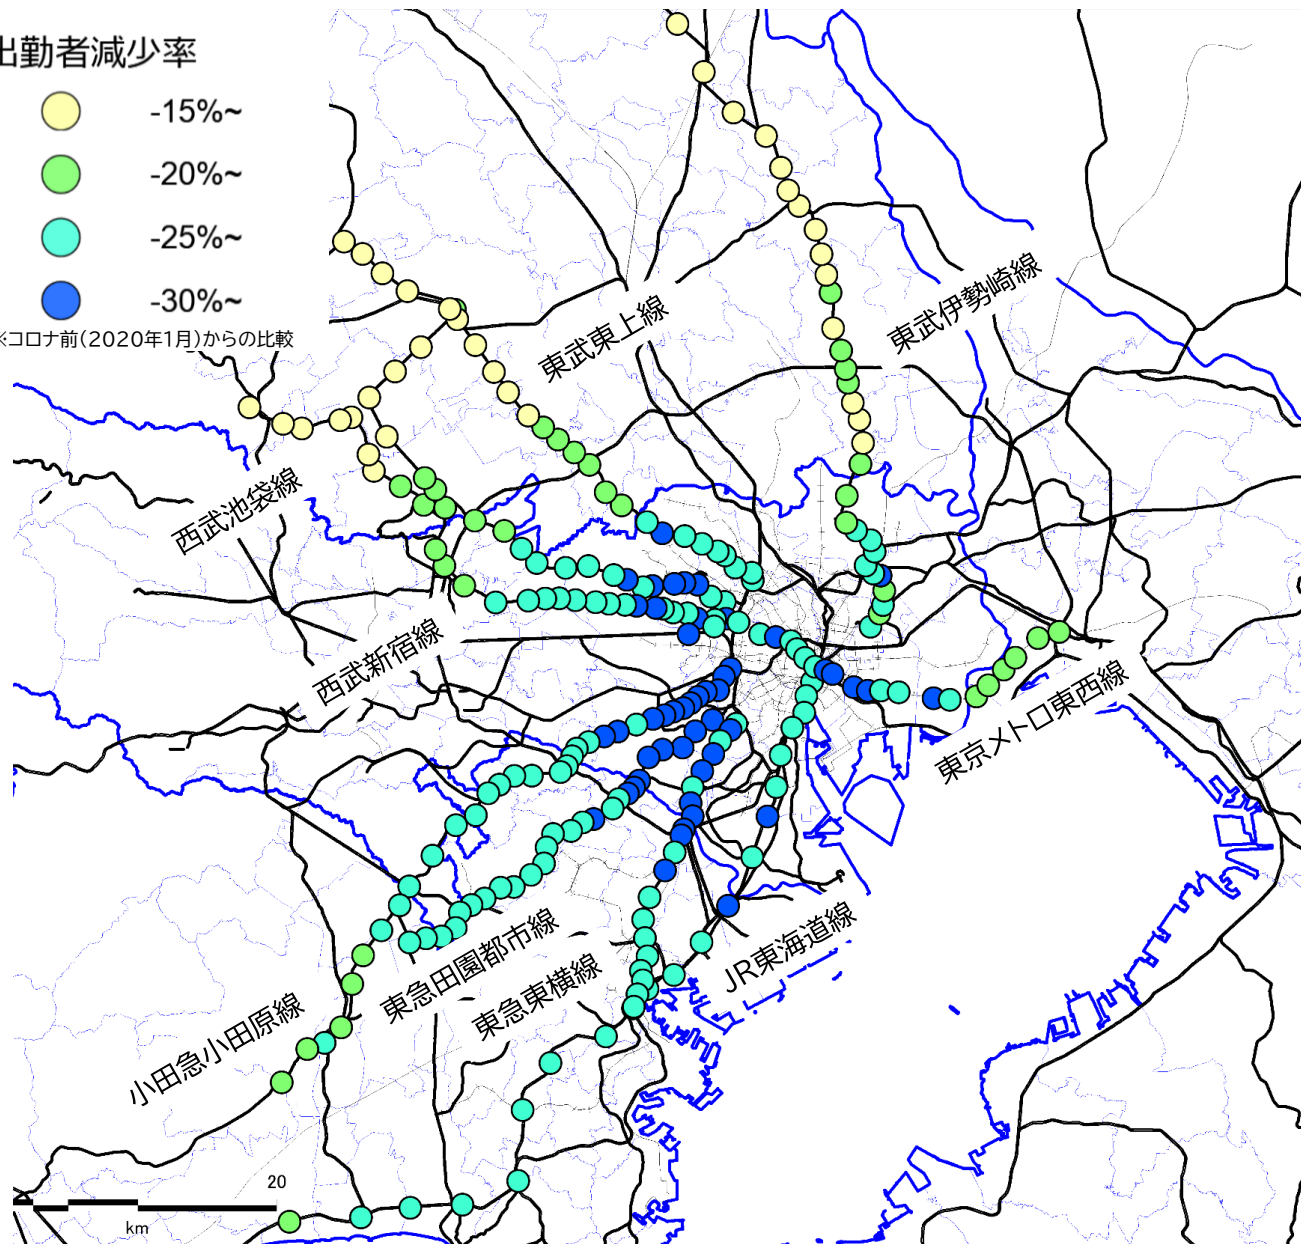 出勤者減少率
-15%~
-20%~
-25%~
-30%~
※コロナ前(2020年1月)からの比較
東武伊勢崎線
東武東上線
西武池袋線
西武新宿線
東京メトロ東西線
JR東海道線
東急田園都市線
東急東横線
小田急小田原線
20
km